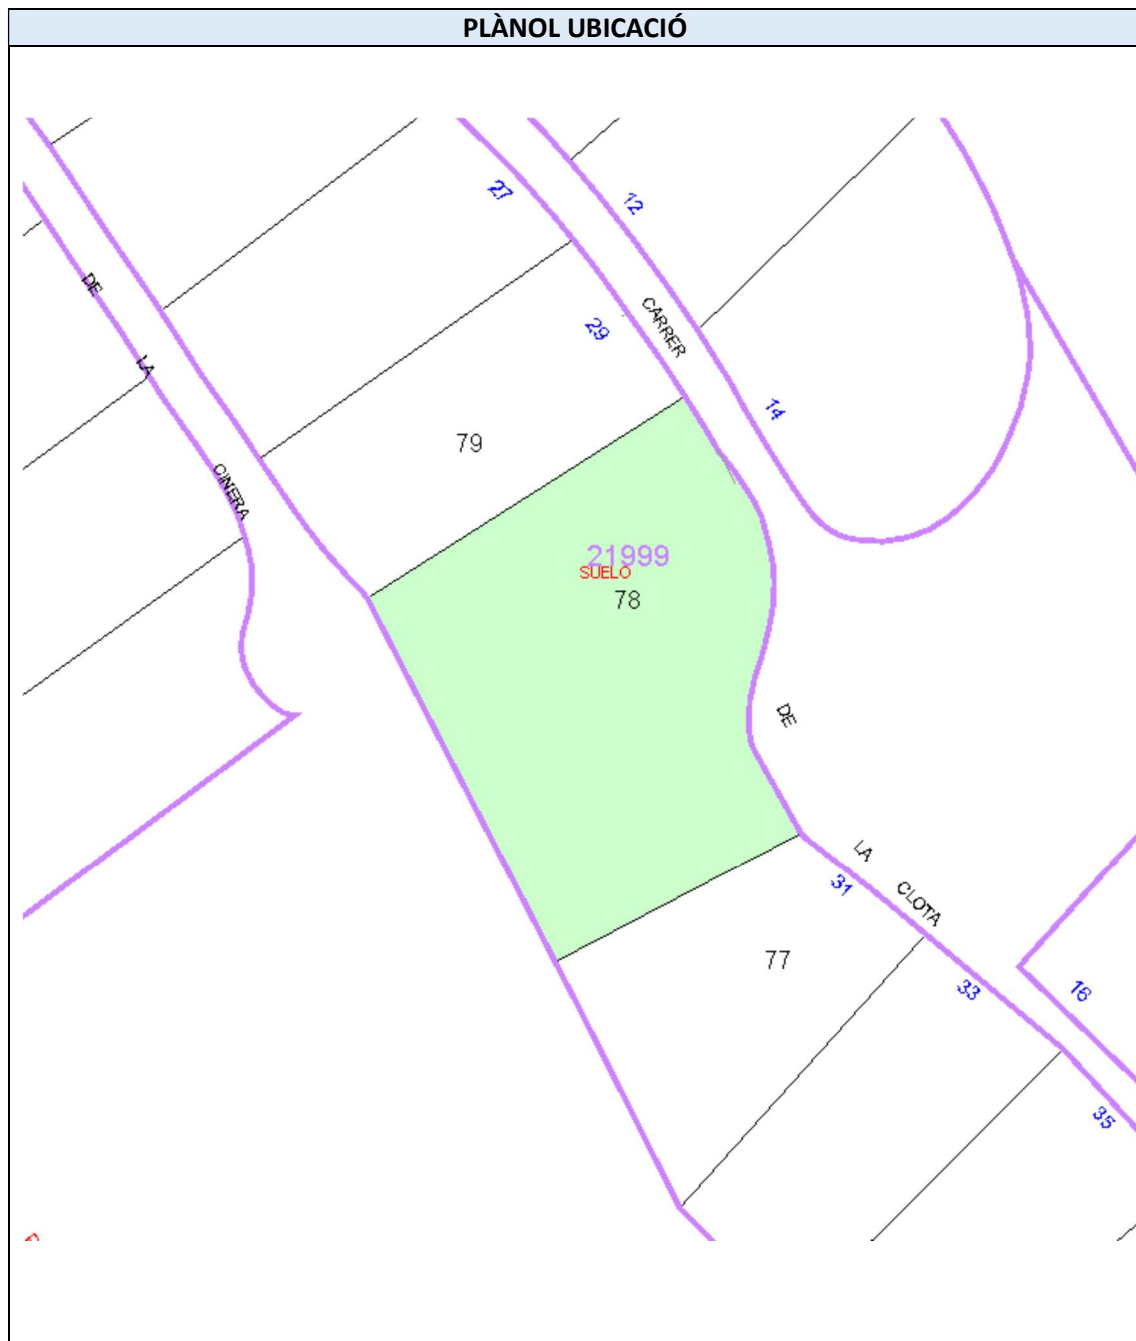 PLÀNOL UBICACIÓ
27
12
DE
LA
29
CARRER
14
79
CINERA
21999
SUELO
78
DE
LA
31
CLOTA
77
33
16
35